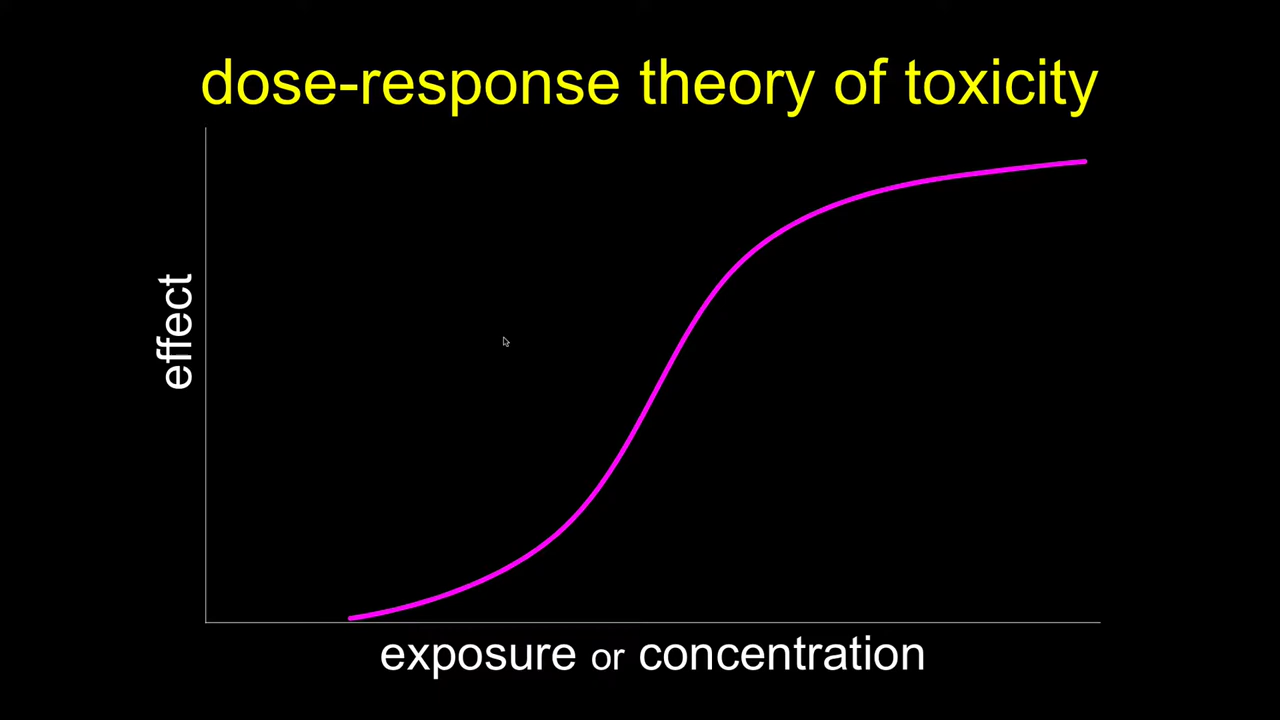 dose-response theory of toxicity
effect
exposure or concentration